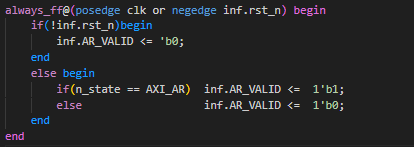 always_ff@(posedge clk or negedge inf.rst_n) begin
    if(!inf.rst_n)begin
        inf.AR_VALID <= 'b0;
    end
    else begin
        if(n_state == AXI_AR)  inf.AR_VALID <=  1'b1;
        else                   inf.AR_VALID <=  1'b0;
    end
end